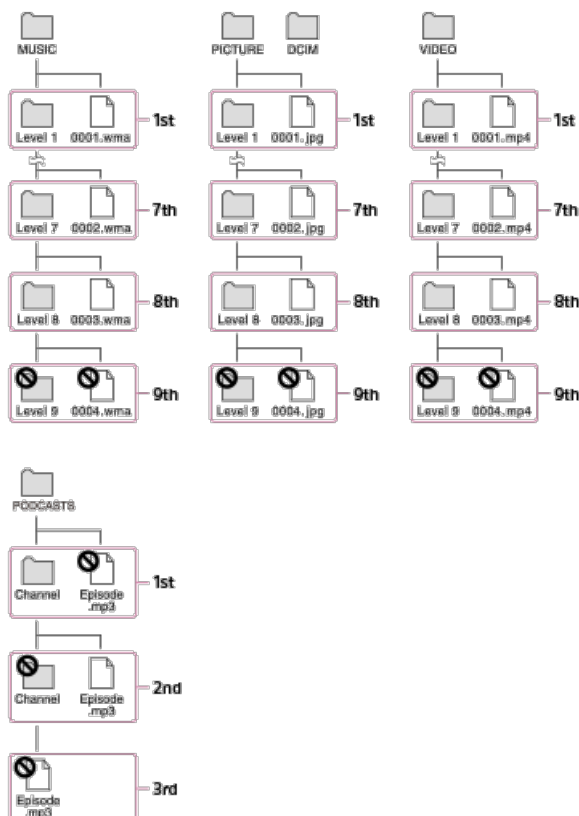 MUSIC PICTURE DCIM VIDEO
Level 1 0001.wma 1st Level 1 0001.jpg 1st Level 1 0001.mp4 1st
Level 7 0002.wma 7th Level 7 0002.jpg 7th Level 7 0002.mp4 7th
Level 8 0003.wma 8th Level 8 0003.jpg 8th Level 8 0003.mp4 8th
Level 9 0004.wma 9th Level 9 0004.jpg 9th Level 9 0004.mp4 9th
PODCASTS
Channel Episode .mp3 1st
Channel Episode .mp3 2nd
Episode .mp3 3rd